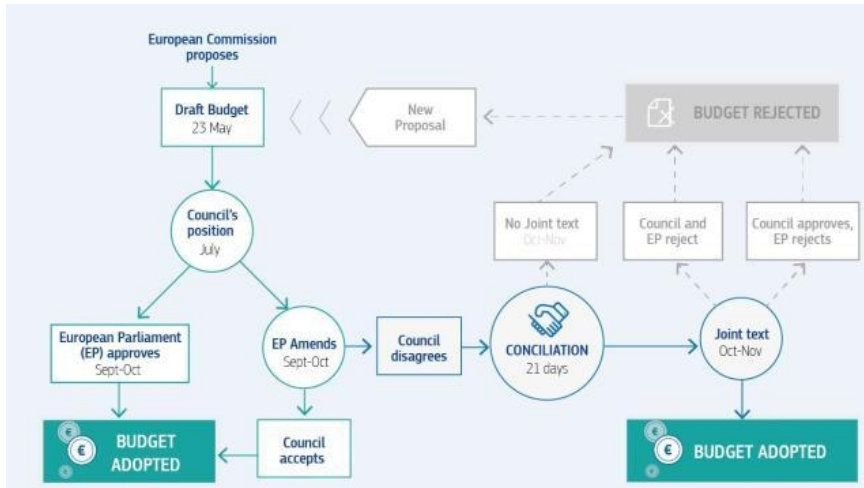 European Commission
proposes
Draft Budget
23 May
New
Proposal
BUDGET REJECTED
Council's
position
July
No Joint text
Oct-Nov
Council and
EP reject
Council approves,
EP rejects
European Parliament
(EP) approves
Sept-Oct
EP Amends
Sept-Oct
Council
disagrees
CONCILIATION
21 days
Joint text
Oct-Nov
€
BUDGET
ADOPTED
Council
accepts
€
BUDGET ADOPTED